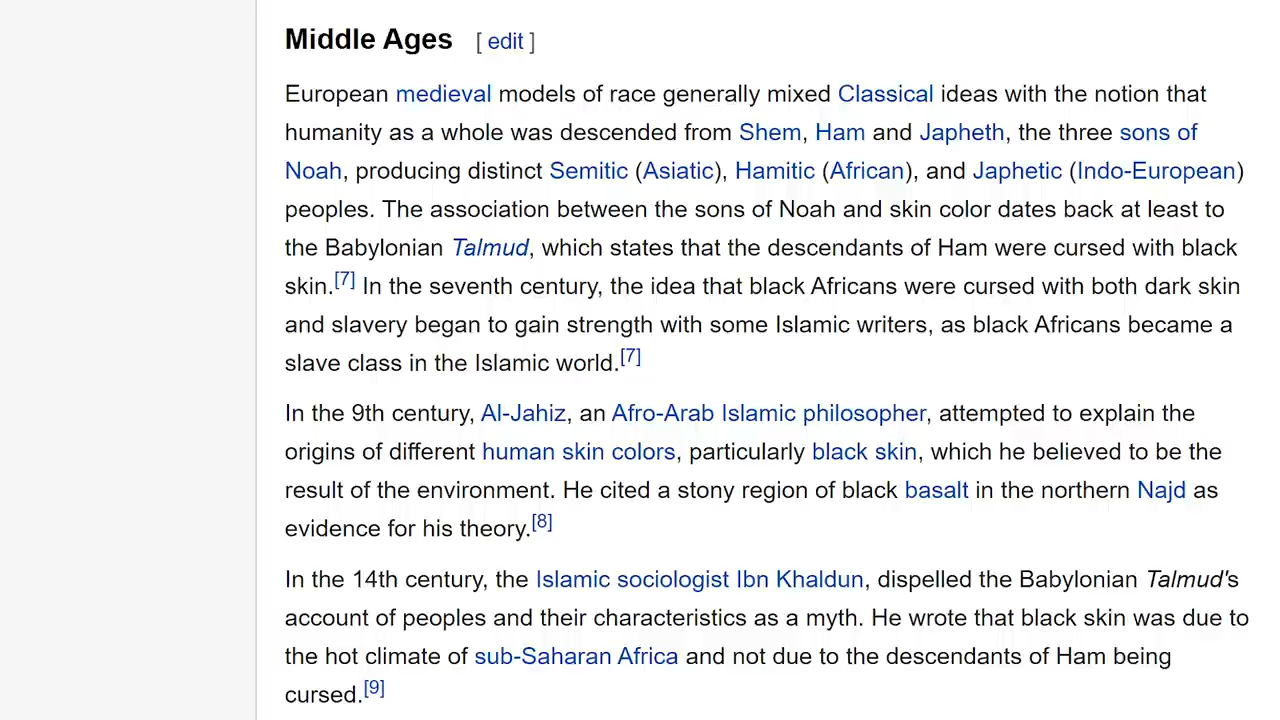 Middle Ages [ edit ]
European medieval models of race generally mixed Classical ideas with the notion that
humanity as a whole was descended from Shem, Ham and Japheth, the three sons of
Noah, producing distinct Semitic (Asiatic), Hamitic (African), and Japhetic (Indo-European)
peoples. The association between the sons of Noah and skin color dates back at least to
the Babylonian Talmud, which states that the descendants of Ham were cursed with black
skin.[7] In the seventh century, the idea that black Africans were cursed with both dark skin
and slavery began to gain strength with some Islamic writers, as black Africans became a
slave class in the Islamic world.[7]
In the 9th century, Al-Jahiz, an Afro-Arab Islamic philosopher, attempted to explain the
origins of different human skin colors, particularly black skin, which he believed to be the
result of the environment. He cited a stony region of black basalt in the northern Najd as
evidence for his theory.[8]
In the 14th century, the Islamic sociologist Ibn Khaldun, dispelled the Babylonian Talmud's
account of peoples and their characteristics as a myth. He wrote that black skin was due to
the hot climate of sub-Saharan Africa and not due to the descendants of Ham being
cursed.[9]